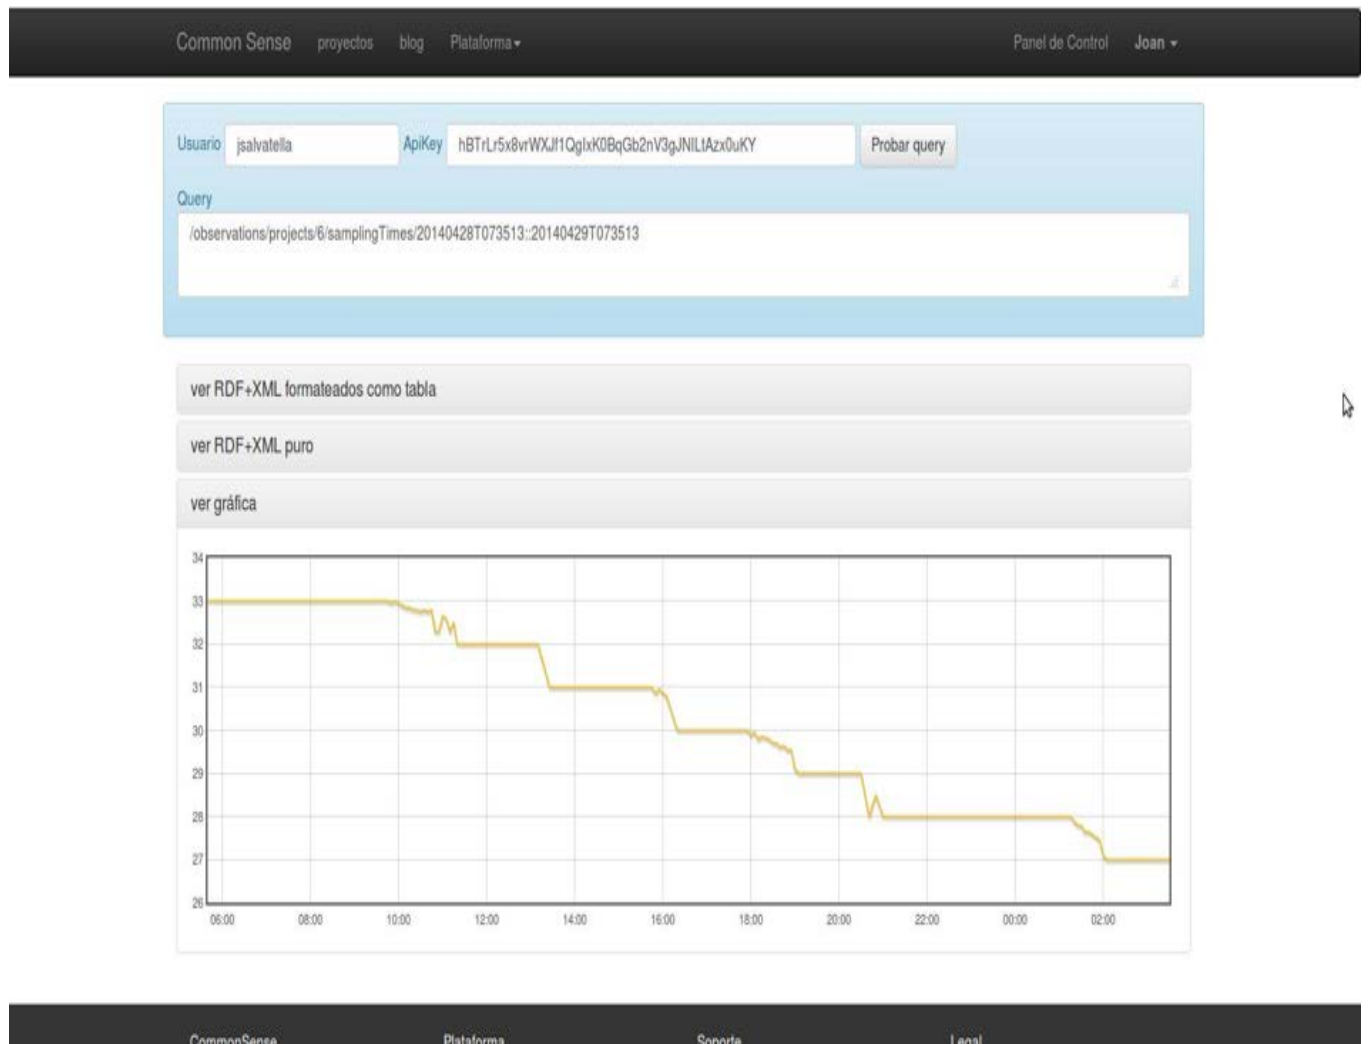 Common Sense proyectos blog Plataforma Panel de Control Joan
Usuario jsalvatella ApiKey hBTrLr5x8vrWXJf1QglxK0BqGb2nV3gJNILtAzx0uKY Probar query
Query
/observations/projects/6/samplingTimes/20140428T073513::20140429T073513
ver RDF+XML formateados como tabla
ver RDF+XML puro
ver gráfica
34
33
32
31
30
29
28
27
26
06:00 08:00 10:00 12:00 14:00 16:00 18:00 20:00 22:00 00:00 02:00
CommonSense Plataforma Soporte Legal